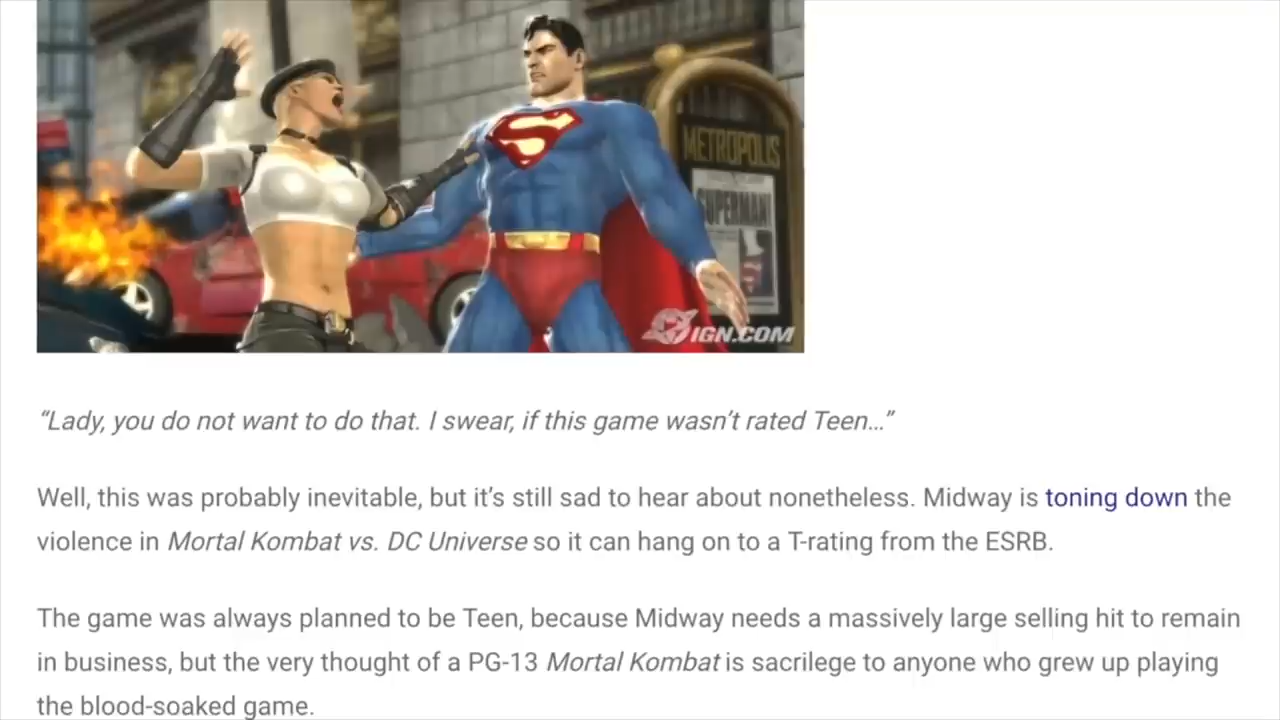 METROPOLIS
SUPERMAN!
IGN.COM
“Lady, you do not want to do that. I swear, if this game wasn’t rated Teen…”
Well, this was probably inevitable, but it’s still sad to hear about nonetheless. Midway is toning down the
violence in Mortal Kombat vs. DC Universe so it can hang on to a T-rating from the ESRB.
The game was always planned to be Teen, because Midway needs a massively large selling hit to remain
in business, but the very thought of a PG-13 Mortal Kombat is sacrilege to anyone who grew up playing
the blood-soaked game.